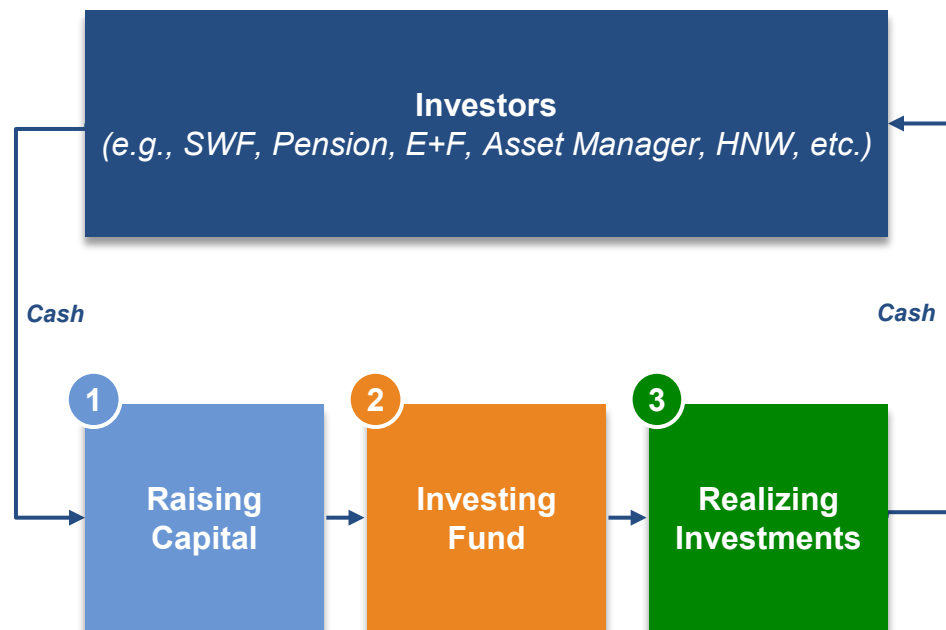 Investors
(e.g., SWF, Pension, E+F, Asset Manager, HNW, etc.)
Cash
Cash
1
2
3
Raising
Capital
Investing
Fund
Realizing
Investments